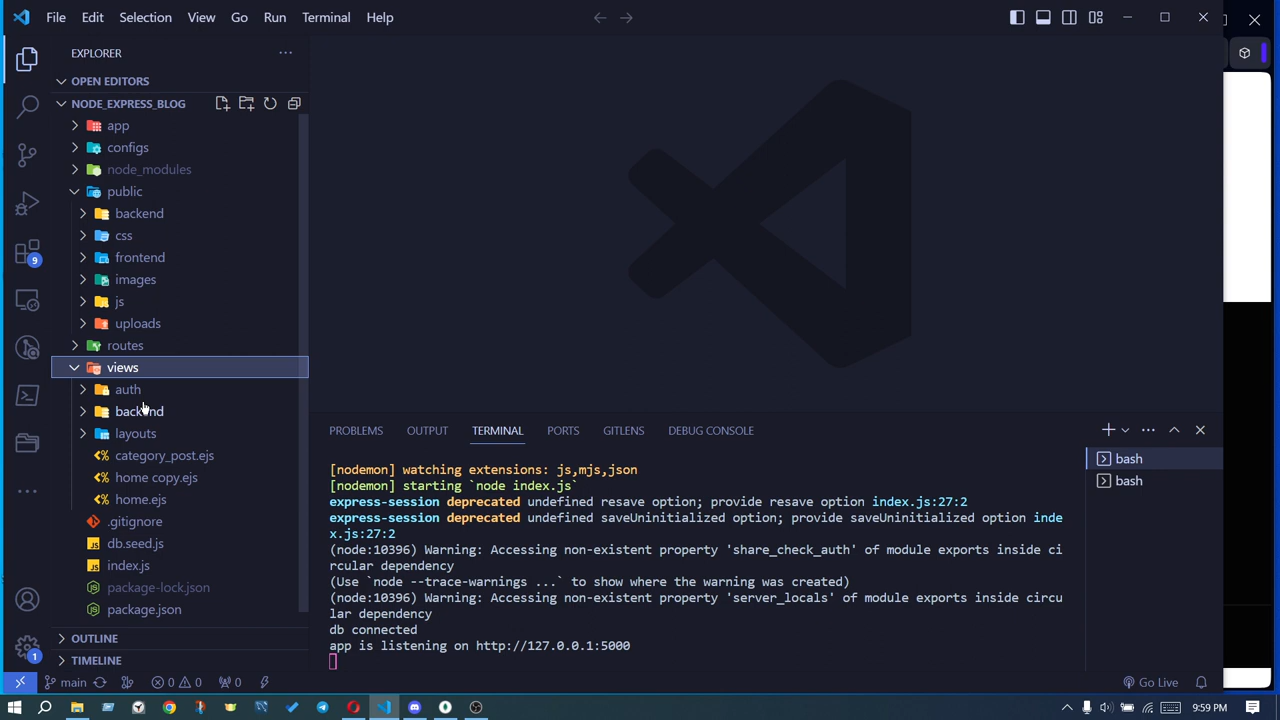 File Edit Selection View Go Run Terminal Help
EXPLORER
OPEN EDITORS
NODE_EXPRESS_BLOG
app
configs
node_modules
public
backend
css
frontend
images
js
uploads
routes
views
auth
backend
layouts
category_post.ejs
home copy.ejs
home.ejs
.gitignore
db.seed.js
index.js
package-lock.json
package.json
OUTLINE
TIMELINE
9
1
PROBLEMS OUTPUT TERMINAL PORTS GITLENS DEBUG CONSOLE
[nodemon] watching extensions: js,mjs,json
[nodemon] starting `node index.js`
express-session deprecated undefined resave option; provide resave option index.js:27:2
express-session deprecated undefined saveUninitialized option; provide saveUninitialized option inde
x.js:27:2
(node:10396) Warning: Accessing non-existent property 'share_check_auth' of module exports inside ci
rcular dependency
(Use `node --trace-warnings ...` to show where the warning was created)
(node:10396) Warning: Accessing non-existent property 'server_locals' of module exports inside circu
lar dependency
db connected
app is listening on http://127.0.0.1:5000
bash
bash
main 0 0 0 Go Live
9:59 PM